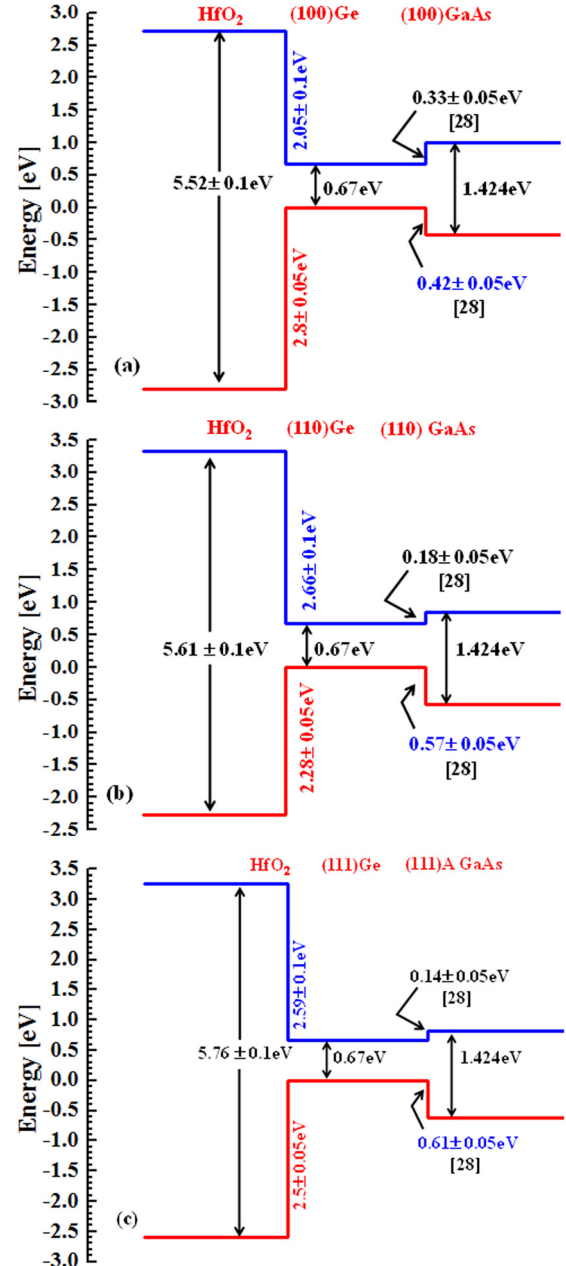 HfO₂ (100)Ge (100)GaAs
3.0
2.0
1.0
0.5
0.0
-0.5
-1.0
-1.5
-2.0
-2.5
-3.0
Energy [eV]
5.52± 0.1eV
2.05± 0.1eV
2.8± 0.05eV
0.67eV
0.33± 0.05eV
[28]
1.424eV
0.42± 0.05eV
[28]
(a)
HfO₂ (110)Ge (110) GaAs
3.5
3.0
2.5
2.0
1.5
1.0
0.5
0.0
-0.5
-1.0
-1.5
-2.0
-2.5
Energy [eV]
5.61 ± 0.1eV
2.66± 0.1eV
2.28± 0.05eV
0.67eV
0.18± 0.05eV
[28]
1.424eV
0.57± 0.05eV
[28]
(b)
HfO₂ (111)Ge (111)A GaAs
3.5
3.0
2.5
2.0
1.5
1.0
0.5
0.0
-0.5
-1.0
-1.5
-2.0
-2.5
-3.0
Energy [eV]
5.76 ± 0.1eV
2.59± 0.1eV
2.5± 0.05eV
0.67eV
0.14± 0.05eV
[28]
1.424eV
0.61± 0.05eV
[28]
(c)